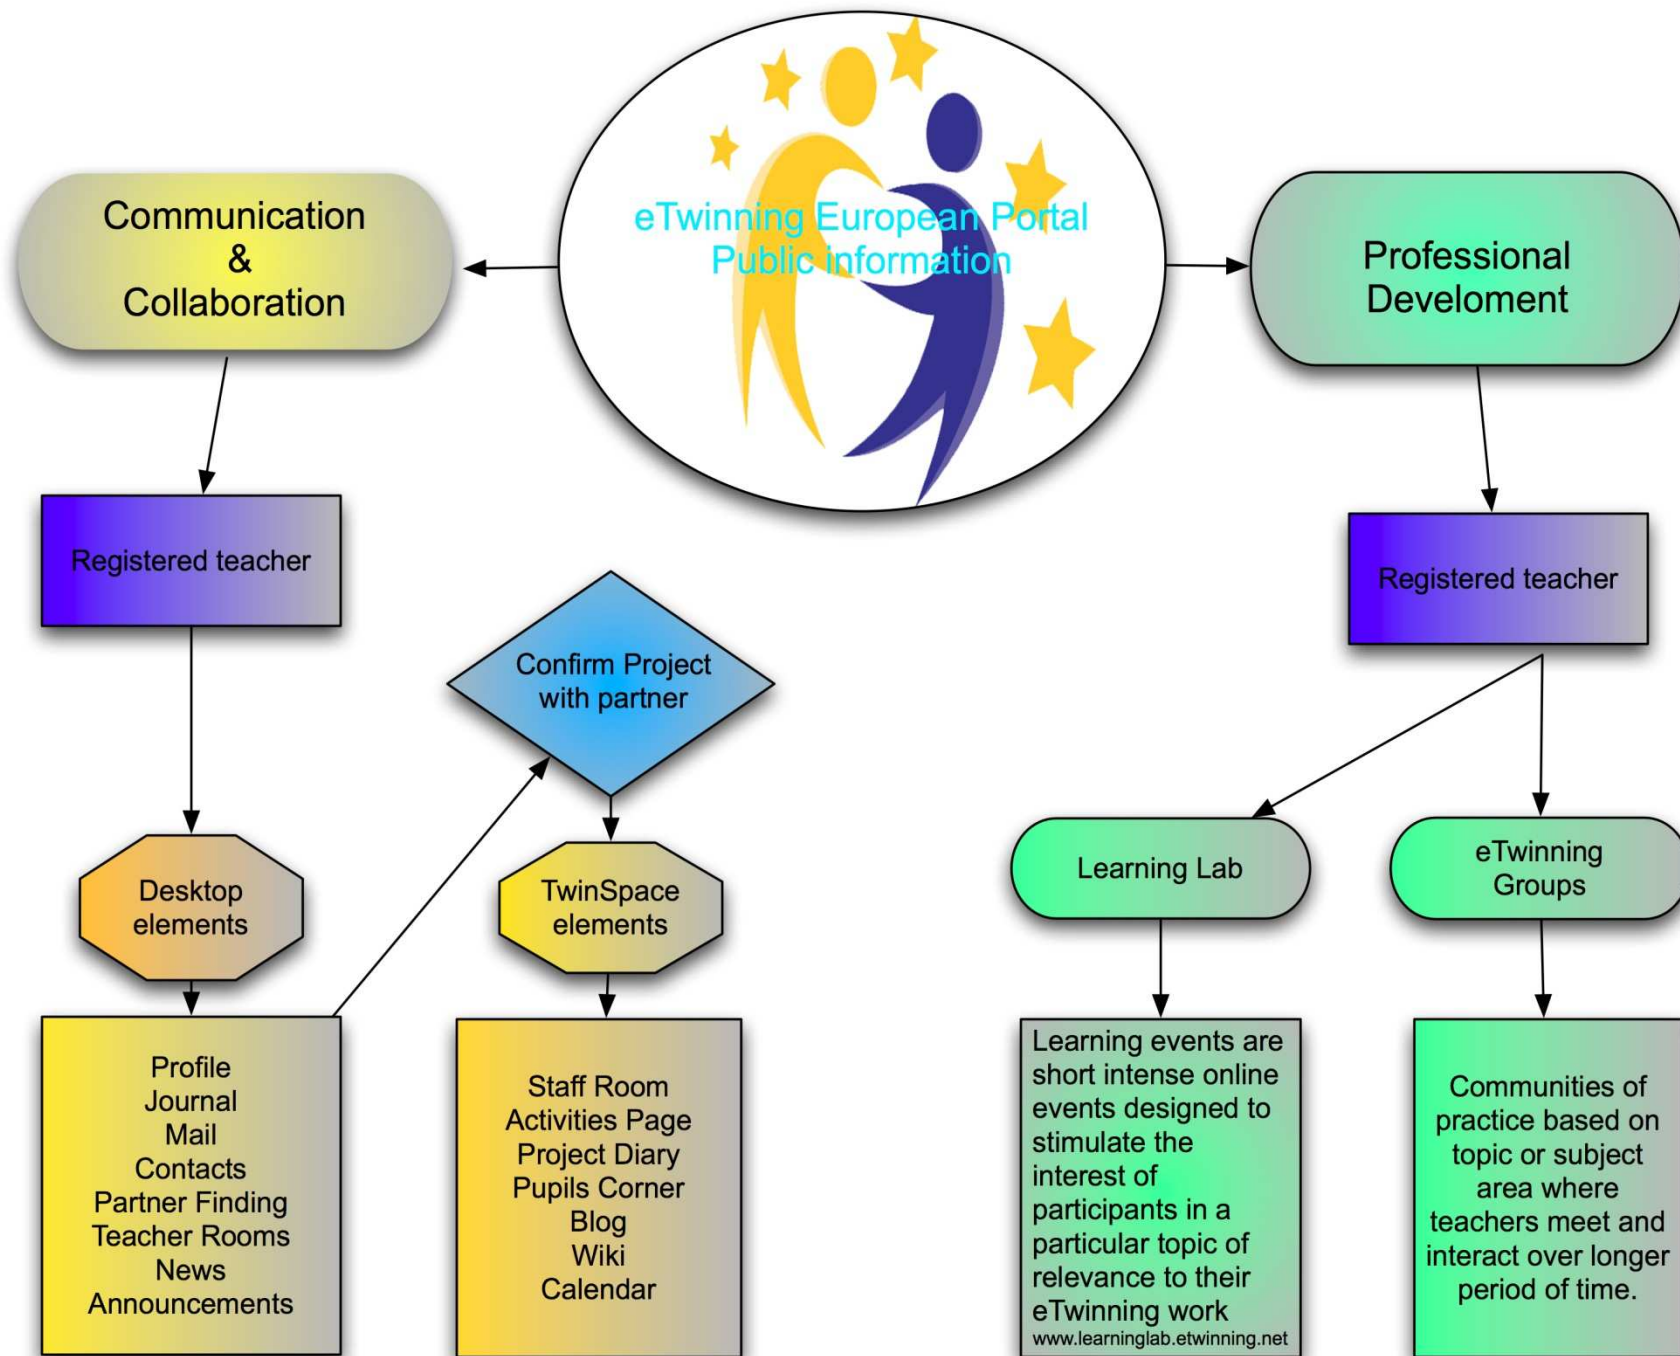 eTwinning European Portal
Public information
Communication
&
Collaboration
Professional
Develoment
Registered teacher
Registered teacher
Confirm Project
with partner
Desktop
elements
TwinSpace
elements
Learning Lab
eTwinning
Groups
Profile
Journal
Mail
Contacts
Partner Finding
Teacher Rooms
News
Announcements
Staff Room
Activities Page
Project Diary
Pupils Corner
Blog
Wiki
Calendar
Learning events are
short intense online
events designed to
stimulate the
interest of
participants in a
particular topic of
relevance to their
eTwinning work
www.learninglab.etwinning.net
Communities of
practice based on
topic or subject
area where
teachers meet and
interact over longer
period of time.